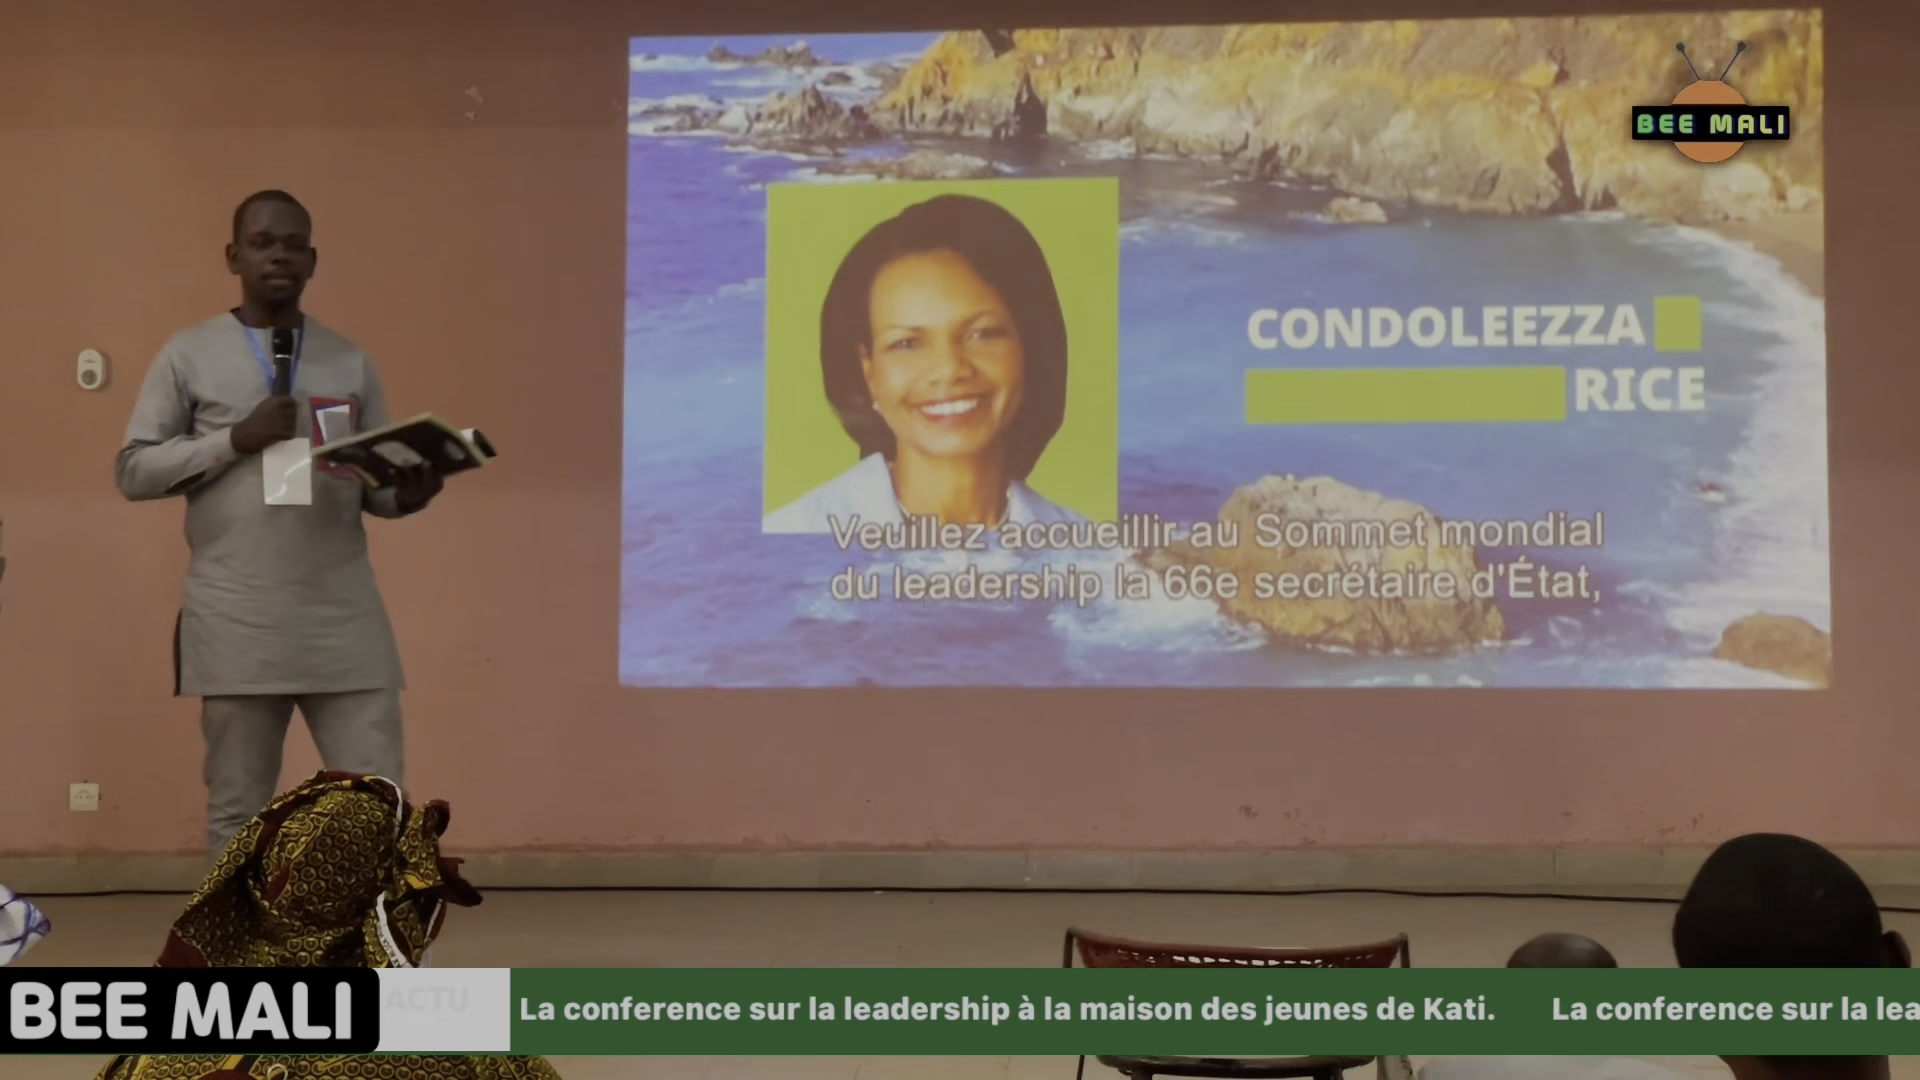 BEE MALI
CONDOLEEZZA
RICE
Veuillez accueillir au Sommet mondial
du leadership la 66e secrétaire d'État,
BEE MALI
ACTU
La conference sur la leadership à la maison des jeunes de Kati. La conference sur la lea